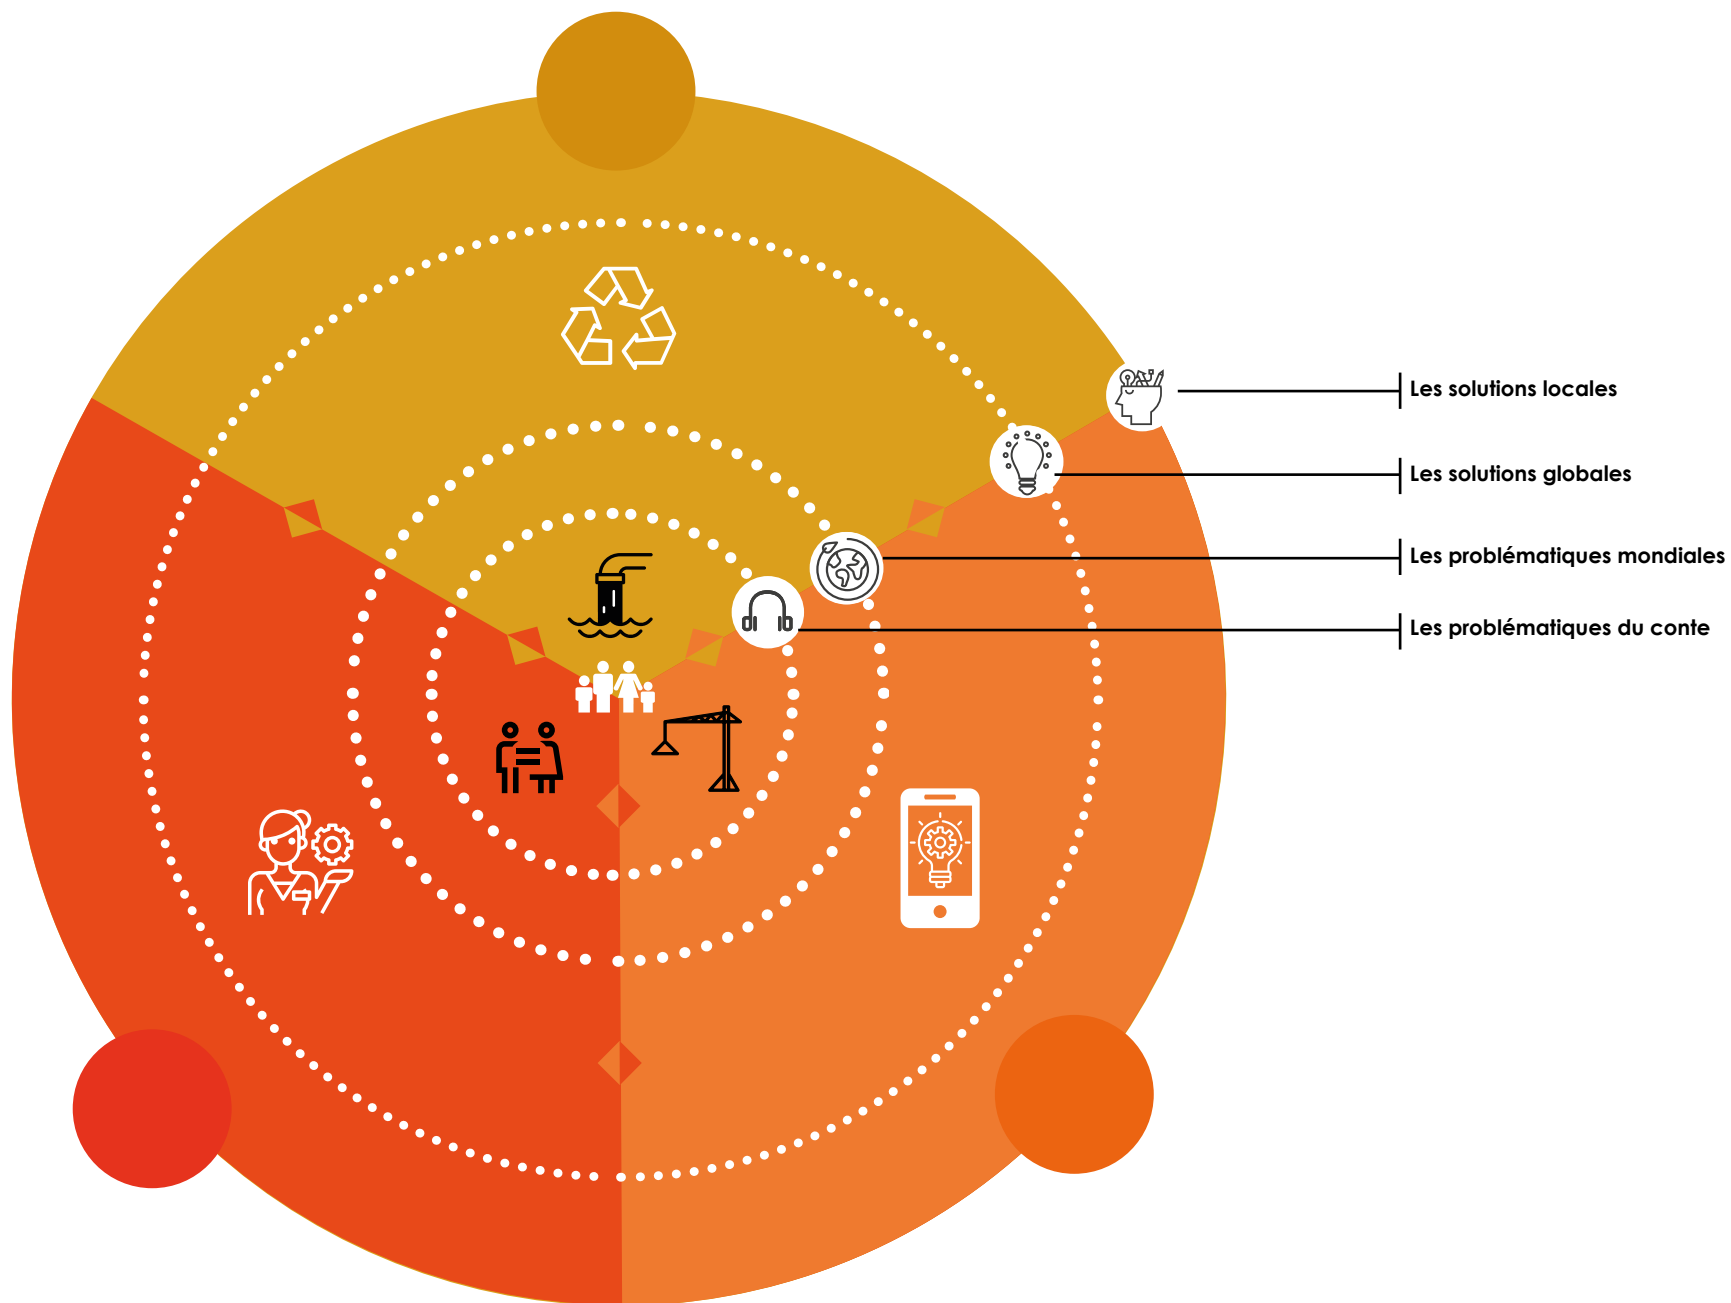 Les solutions locales
Les solutions globales
Les problématiques mondiales
Les problématiques du conte